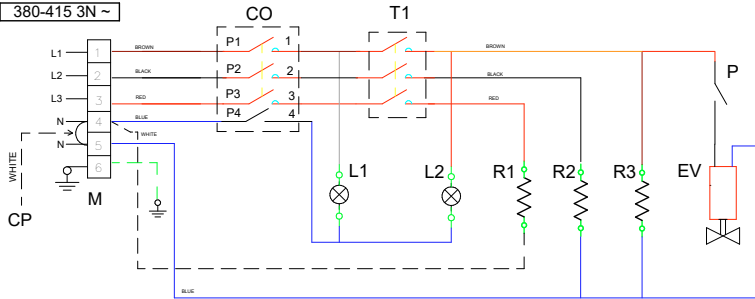 380-415 3N ~
CO
T1
L1
1
BROWN
P1
1
BROWN
L2
2
BLACK
P2
2
BLACK
P
L3
3
RED
P3
3
RED
N
4
BLUE
P4
4
WHITE
N
5
WHITE
6
L1
L2
R1
R2
R3
EV
M
CP
BLUE